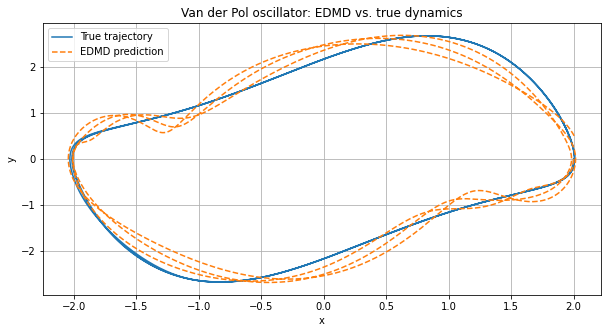 Van der Pol oscillator: EDMD vs. true dynamics
True trajectory
EDMD prediction
y
2
1
0
−1
−2
−2.0 −1.5 −1.0 −0.5 0.0 0.5 1.0 1.5 2.0
x